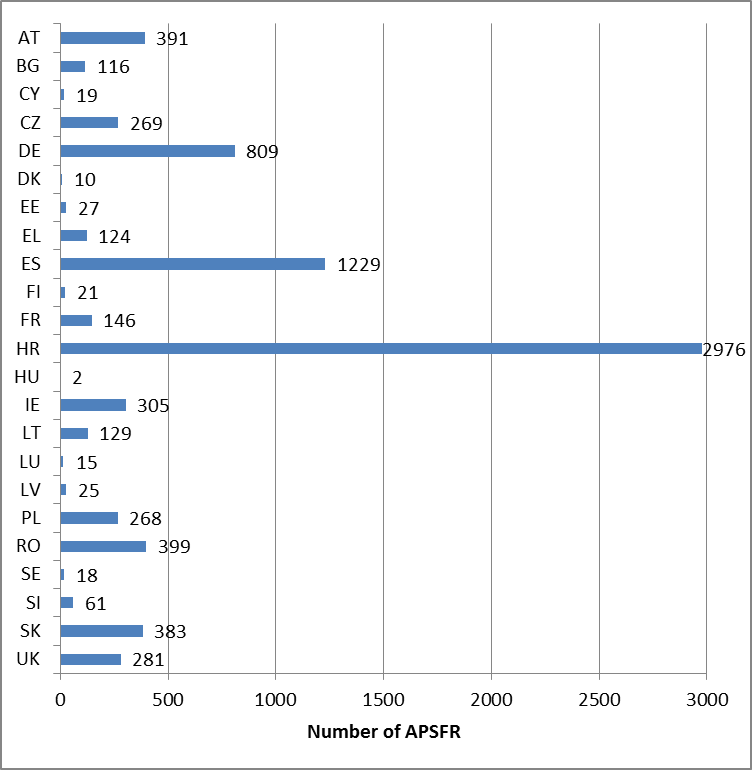 AT 391
BG 116
CY 19
CZ 269
DE 809
DK 10
EE 27
EL 124
ES 1229
FI 21
FR 146
HR 2976
HU 2
IE 305
LT 129
LU 15
LV 25
PL 268
RO 399
SE 18
SI 61
SK 383
UK 281
0 500 1000 1500 2000 2500 3000
Number of APSFR